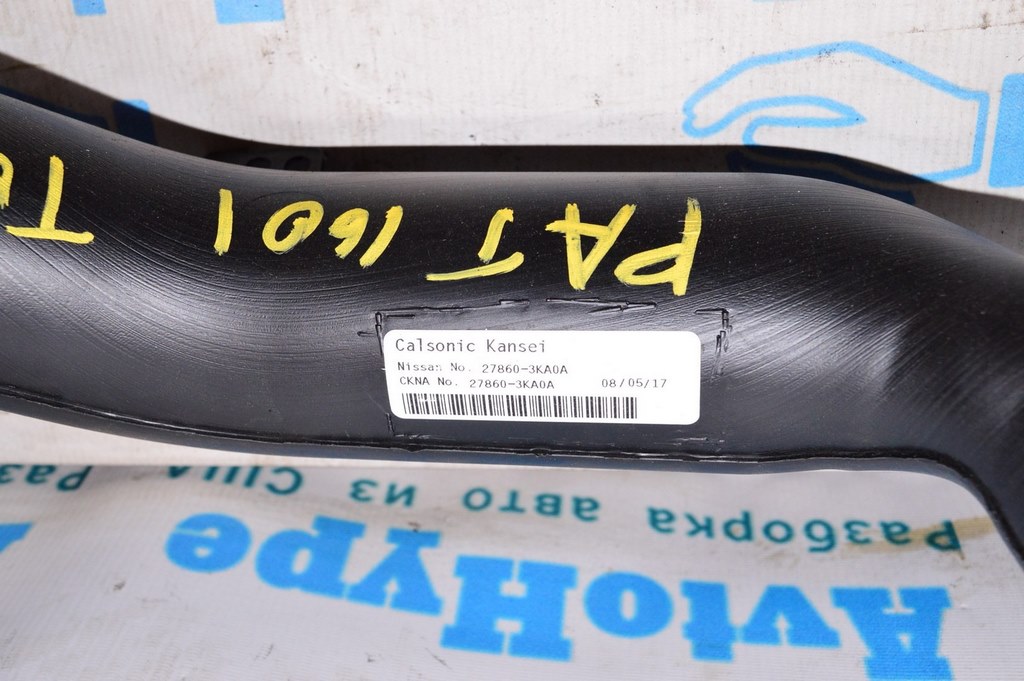 PAT 1601 T
Calsonic Kansei
Nissan No. 27860-3KA0A
CKNA No. 27860-3KA0A 08/05/17
Разборка авто из США Раз
AvtoHype